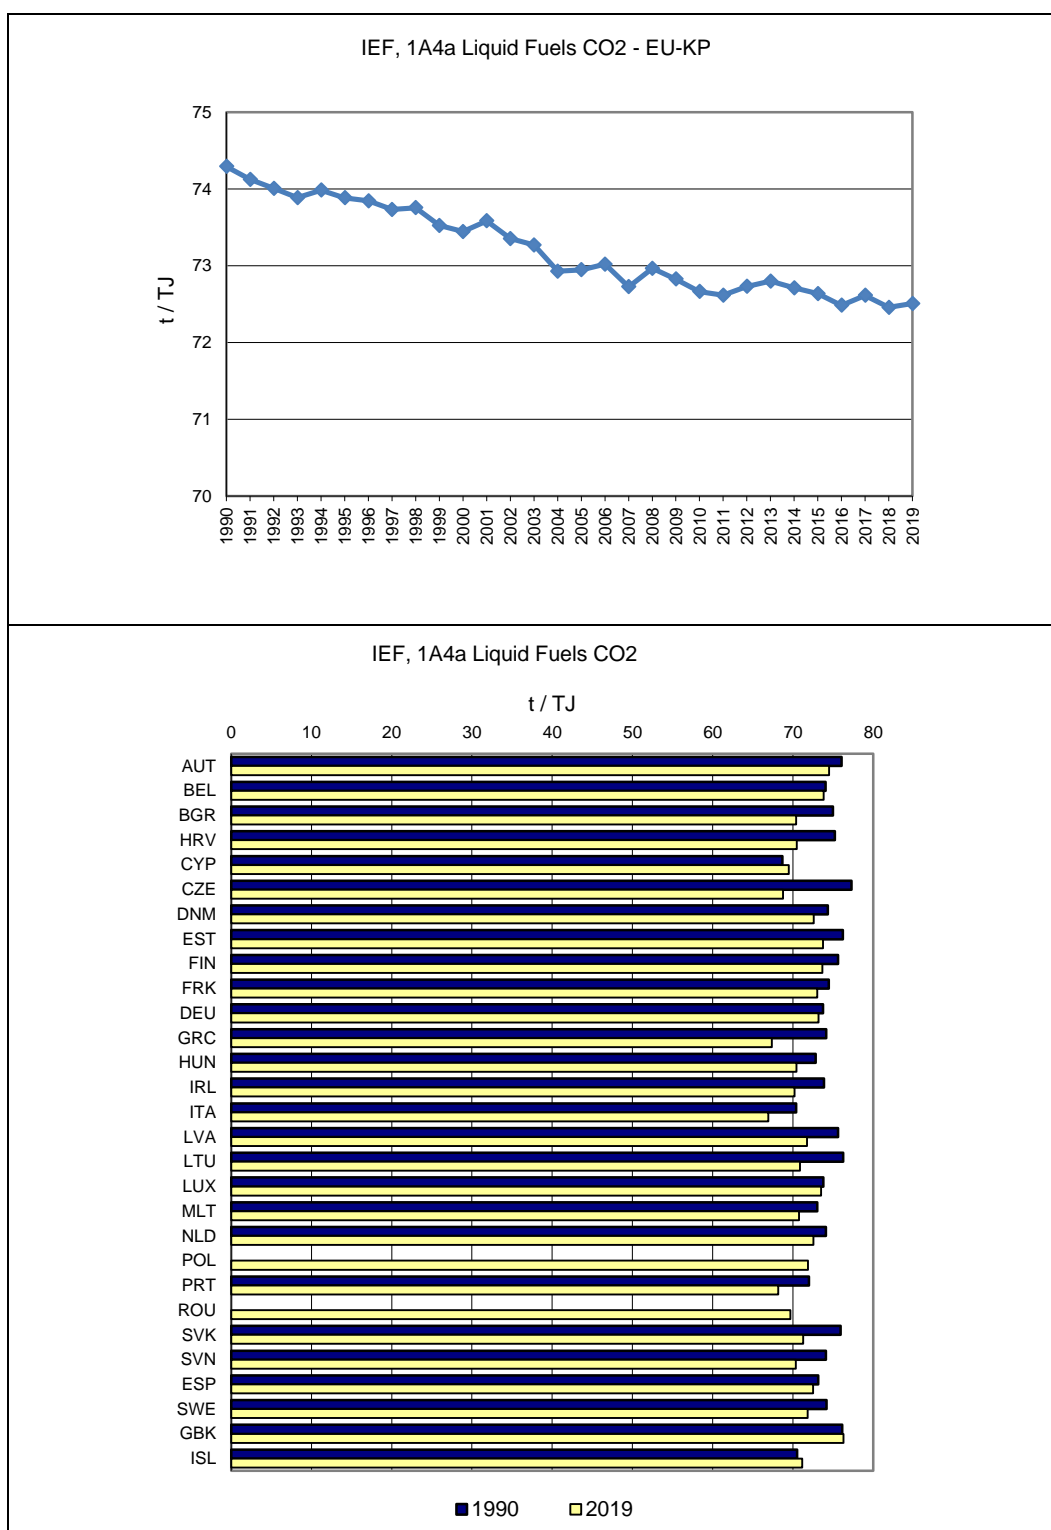 IEF, 1A4a Liquid Fuels CO2 - EU-KP
75
74
73
72
71
70
t / TJ
1990 1991 1992 1993 1994 1995 1996 1997 1998 1999 2000 2001 2002 2003 2004 2005 2006 2007 2008 2009 2010 2011 2012 2013 2014 2015 2016 2017 2018 2019
IEF, 1A4a Liquid Fuels CO2
t / TJ
0 10 20 30 40 50 60 70 80
AUT
BEL
BGR
HRV
CYP
CZE
DNM
EST
FIN
FRK
DEU
GRC
HUN
IRL
ITA
LVA
LTU
LUX
MLT
NLD
POL
PRT
ROU
SVK
SVN
ESP
SWE
GBK
ISL
1990 2019